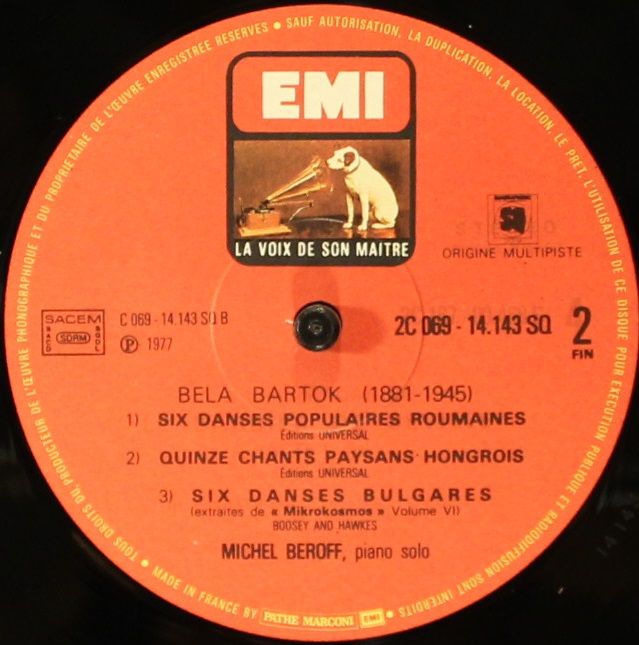 TOUS DROITS DU PRODUCTEUR DE L'ŒUVRE PHONOGRAPHIQUE ET DU PROPRIETAIRE DE L'ŒUVRE ENREGISTREE RESERVES • SAUF AUTORISATION, LA DUPLICATION, LA LOCATION, LE PRET, L'UTILISATION DE CE DISQUE POUR EXECUTION PUBLIQUE ET RADIODIFFUSION SONT INTERDITS •
EMI
LA VOIX DE SON MAITRE
SQ
ORIGINE MULTIPISTE
SACEM
SACD SDRM SGDL
C 069 - 14.143 SQ B
℗ 1977
2C 069 - 14.143 SQ
2
FIN
BELA BARTOK (1881-1945)
1) SIX DANSES POPULAIRES ROUMAINES
Éditions UNIVERSAL
2) QUINZE CHANTS PAYSANS HONGROIS
Éditions UNIVERSAL
3) SIX DANSES BULGARES
(extraites de « Mikrokosmos » Volume VI)
BOOSEY AND HAWKES
MICHEL BEROFF, piano solo
• MADE IN FRANCE BY PATHE MARCONI EMI •